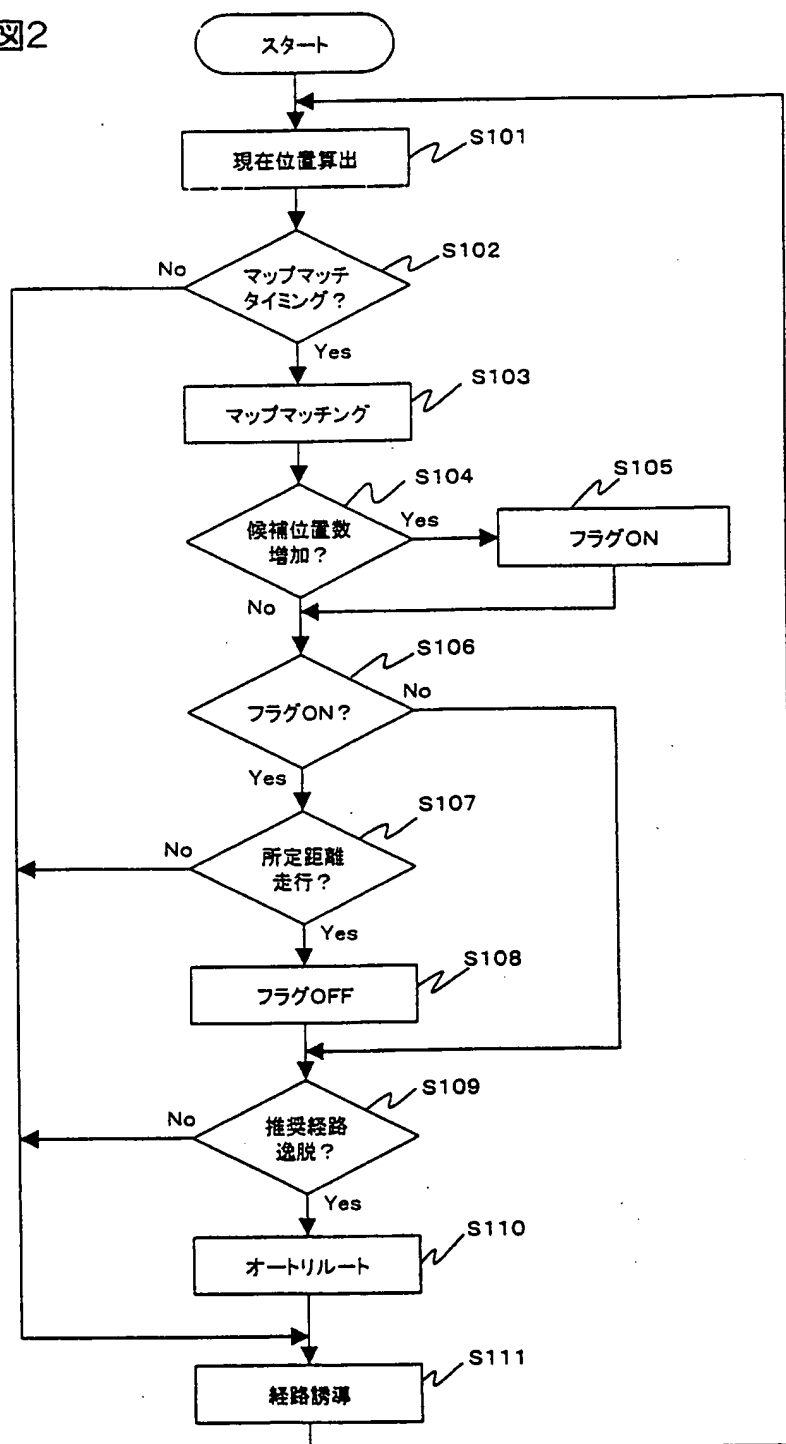 図2
スタート
S101
現在位置算出
S102
No
マップマッチ
タイミング?
Yes
S103
マップマッチング
S104
S105
候補位置数
増加?
Yes
フラグON
No
S106
No
フラグON?
Yes
S107
No
所定距離
走行?
Yes
S108
フラグOFF
S109
No
推奨経路
逸脱?
Yes
S110
オートリルート
S111
経路誘導